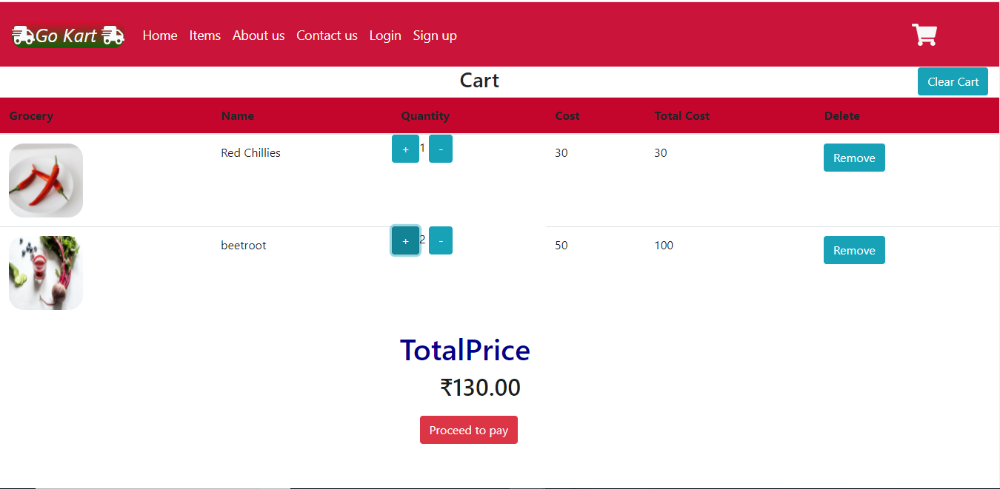 Go Kart Home Items About us Contact us Login Sign up
Cart Clear Cart
Grocery Name Quantity Cost Total Cost Delete
Red Chillies + 1 - 30 30 Remove
beetroot + 2 - 50 100 Remove
TotalPrice
₹130.00
Proceed to pay